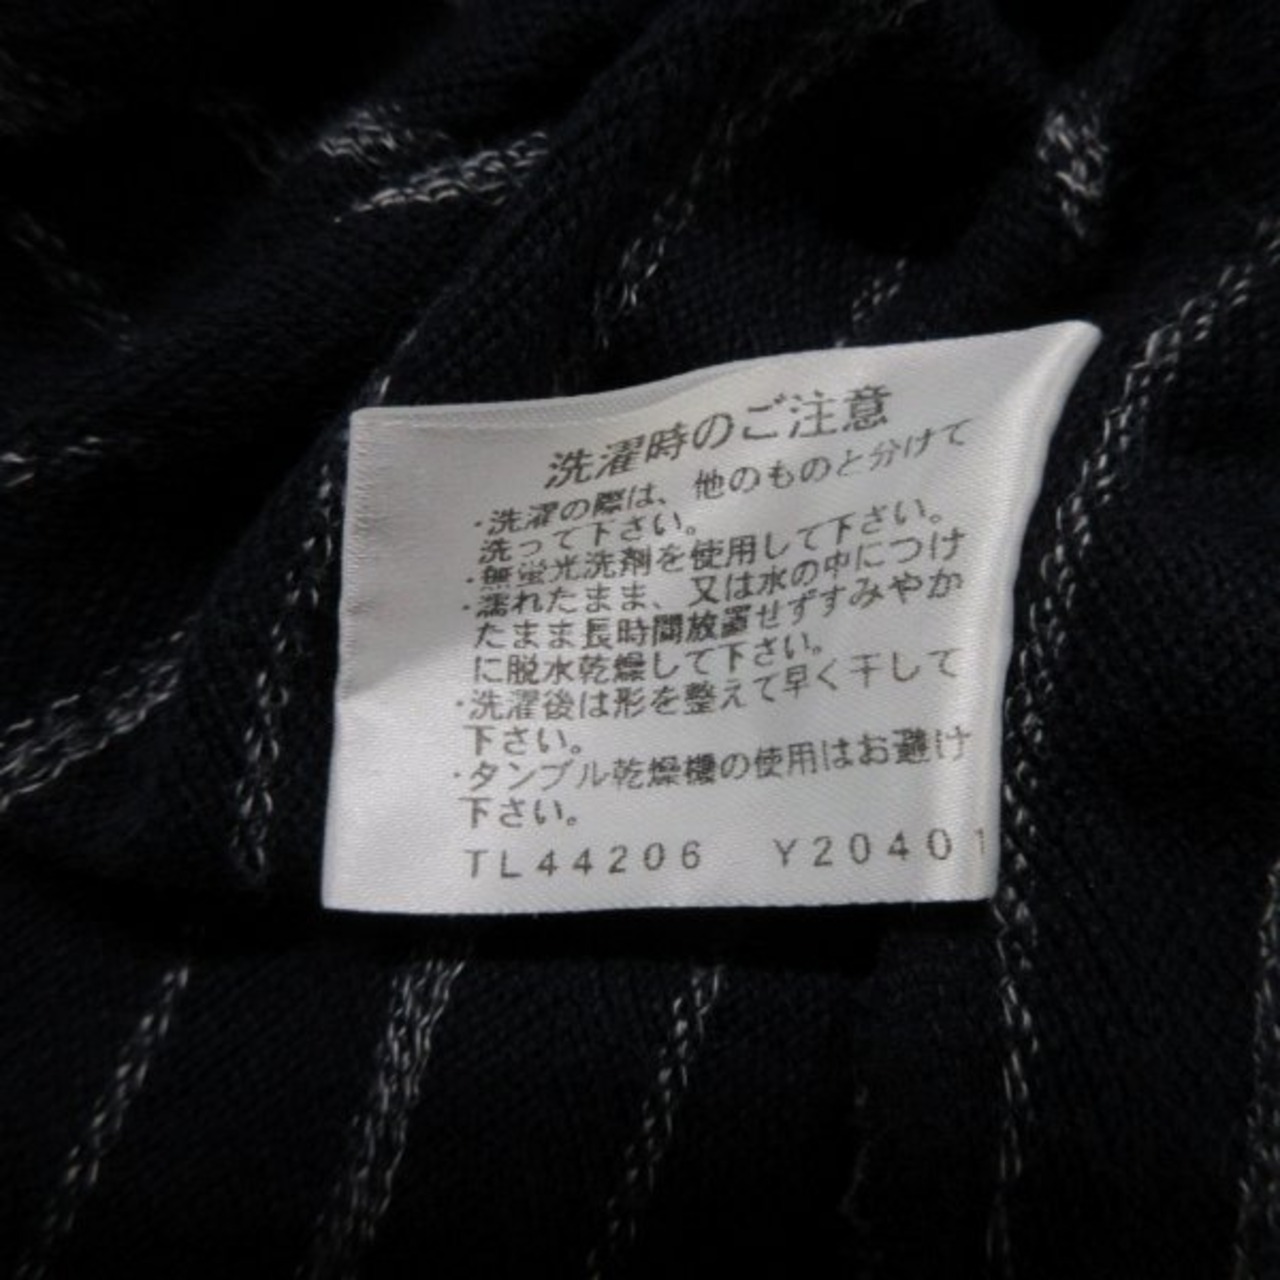 洗濯時のご注意
・洗濯の際は、他のものと分けて
洗って下さい。
・無蛍光洗剤を使用して下さい。
・濡れたまま、又は水の中につけ
たまま長時間放置せずすみやか
に脱水乾燥して下さい。
・洗濯後は形を整えて早く干して
下さい。
・タンブル乾燥機の使用はお避け
下さい。
TL44206 Y20401